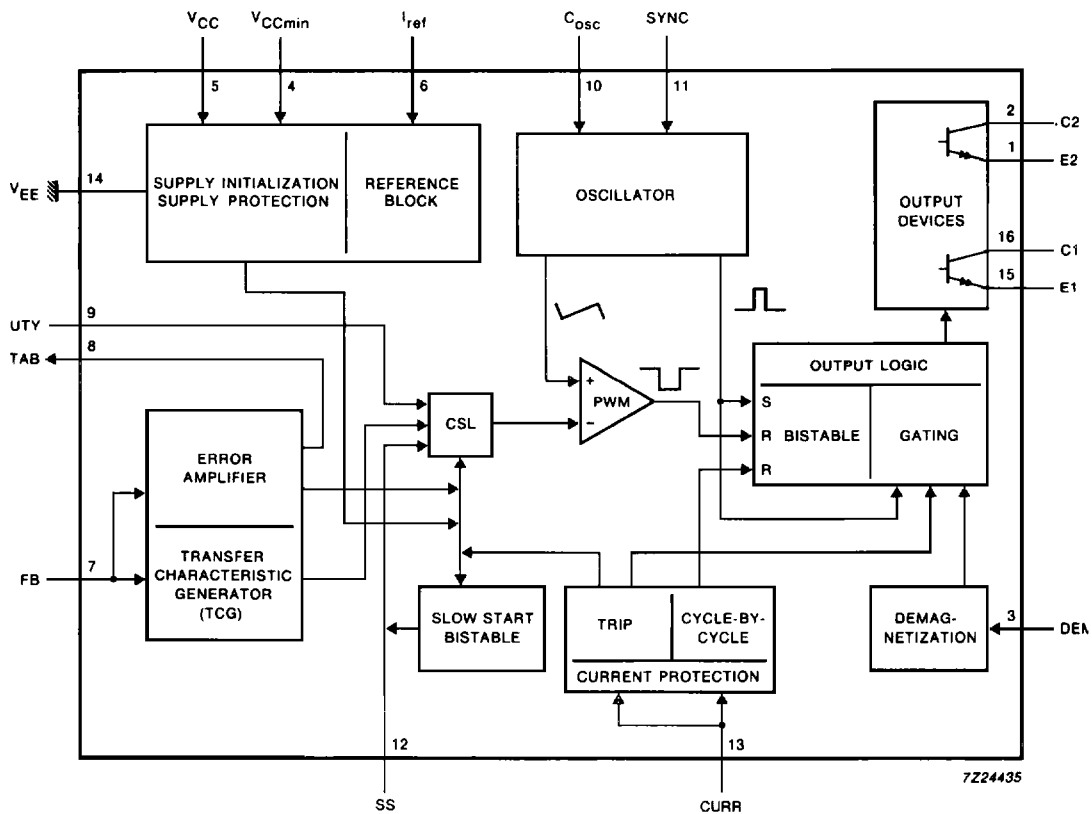 VCC
VCCmin
Iref
Cosc
SYNC
5
4
6
10
11
2
.C2
1
E2
16
C1
15
E1
OUTPUT
DEVICES
VEE
14
SUPPLY INITIALIZATION
SUPPLY PROTECTION
REFERENCE
BLOCK
OSCILLATOR
UTY
9
TAB
8
CSL
+
PWM
−
OUTPUT LOGIC
S
R
BISTABLE
GATING
R
ERROR
AMPLIFIER
TRANSFER
CHARACTERISTIC
GENERATOR
(TCG)
FB
7
SLOW START
BISTABLE
TRIP
CYCLE-BY-
CYCLE
CURRENT PROTECTION
DEMAG-
NETIZATION
3
DEM
12
13
SS
CURR
7Z24435